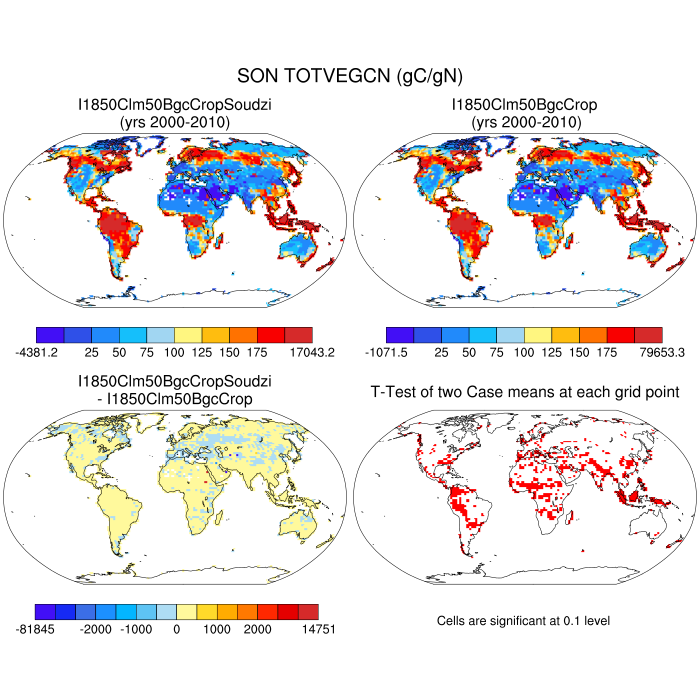 SON TOTVEGCN (gC/gN)
I1850Clm50BgcCropSoudzi
(yrs 2000-2010)
I1850Clm50BgcCrop
(yrs 2000-2010)
-4381.2 25 50 75 100 125 150 175 17043.2
-1071.5 25 50 75 100 125 150 175 79653.3
I1850Clm50BgcCropSoudzi
- I1850Clm50BgcCrop
T-Test of two Case means at each grid point
-81845 -2000 -1000 0 1000 2000 14751
Cells are significant at 0.1 level